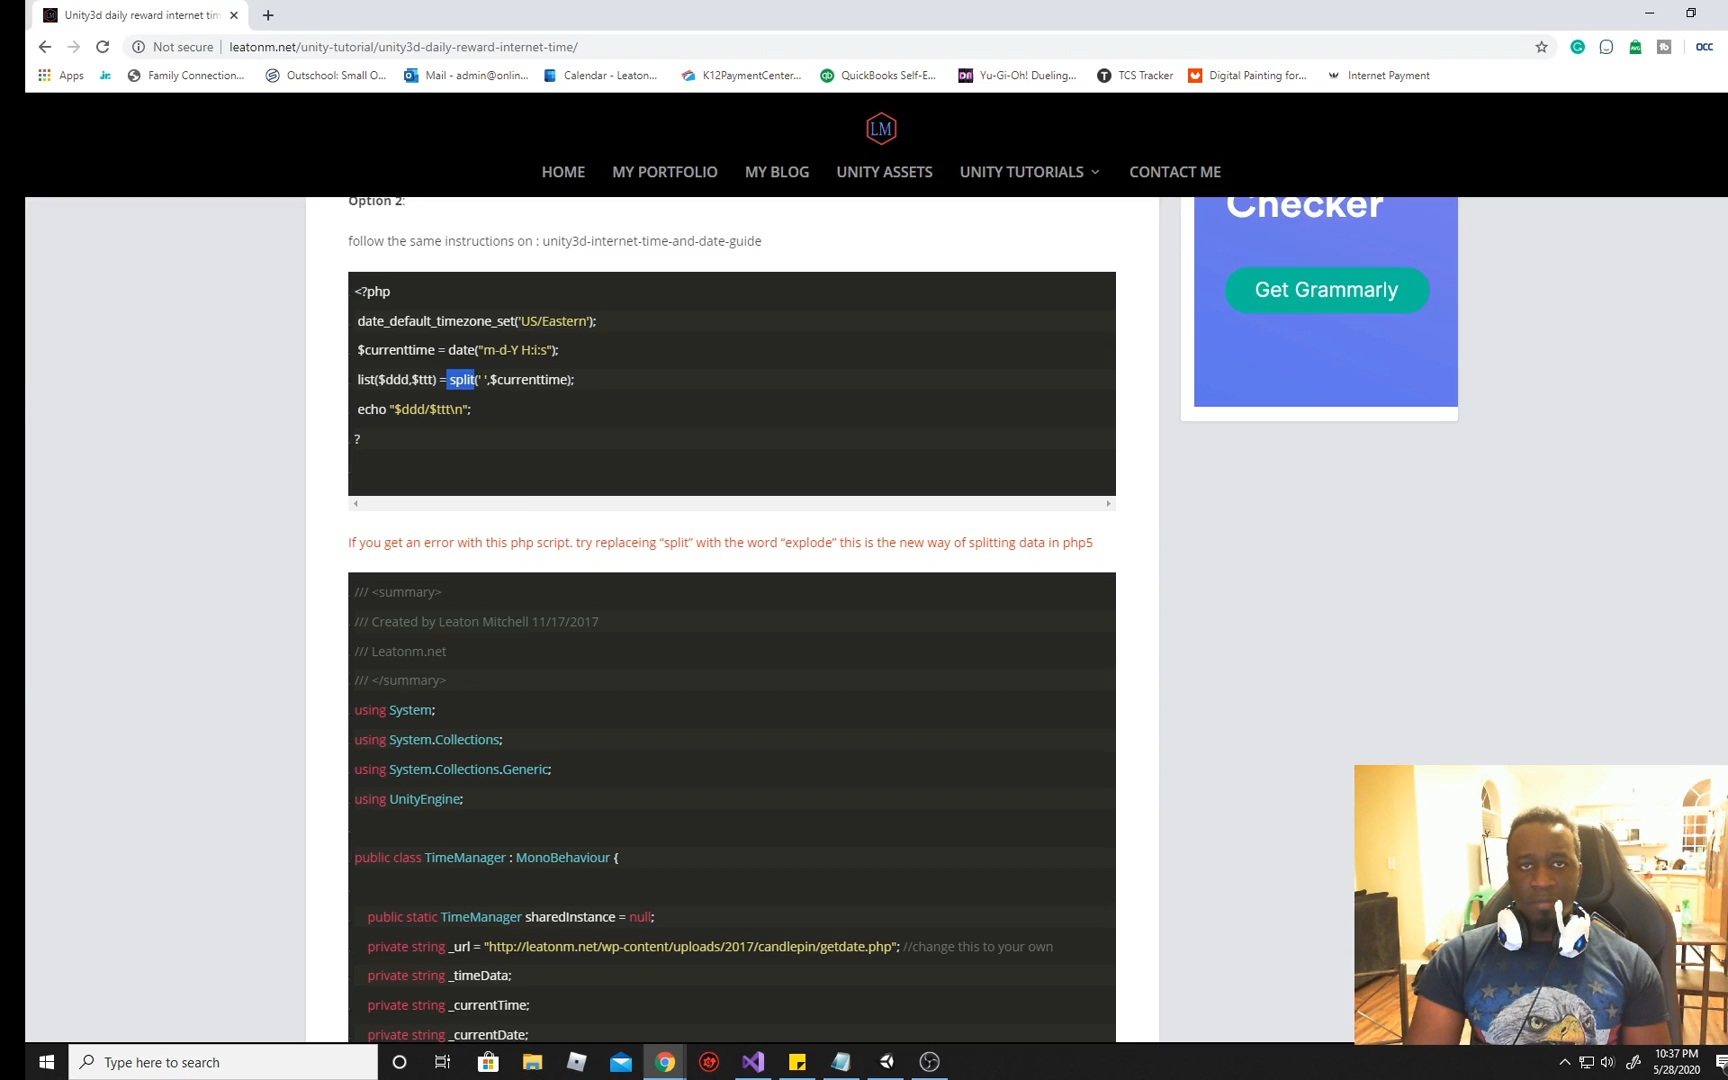 Unity3d daily reward internet tim
Not secure
leatonm.net/unity-tutorial/unity3d-daily-reward-internet-time/
OCC
Apps
Family Connection...
Outschool: Small O...
Mail - admin@onlin...
Calendar - Leaton...
K12PaymentCenter...
QuickBooks Self-E...
Yu-Gi-Oh! Dueling...
TCS Tracker
Digital Painting for...
Internet Payment
LM
HOME
MY PORTFOLIO
MY BLOG
UNITY ASSETS
UNITY TUTORIALS
CONTACT ME
Option 2:
Checker
follow the same instructions on : unity3d-internet-time-and-date-guide
Get Grammarly
<?php
date_default_timezone_set('US/Eastern');
$currenttime = date("m-d-Y H:i:s");
list($ddd,$ttt) = split(' ',$currenttime);
echo "$ddd/$ttt\n";
?
If you get an error with this php script. try replaceing “split” with the word “explode” this is the new way of splitting data in php5
/// <summary>
/// Created by Leaton Mitchell 11/17/2017
/// Leatonm.net
/// </summary>
using System;
using System.Collections;
using System.Collections.Generic;
using UnityEngine;
public class TimeManager : MonoBehaviour {
public static TimeManager sharedInstance = null;
private string _url = "http://leatonm.net/wp-content/uploads/2017/candlepin/getdate.php"; //change this to your own
private string _timeData;
private string _currentTime;
private string _currentDate;
Type here to search
10:37 PM
5/28/2020